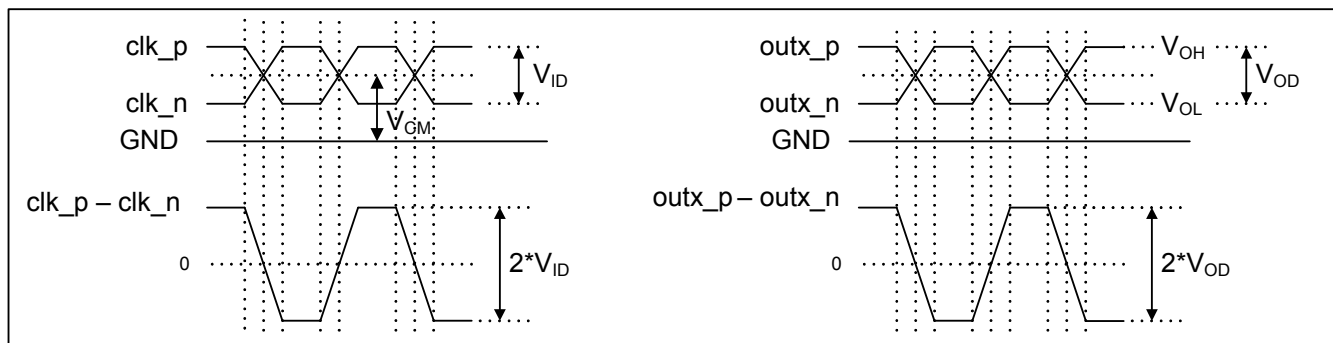 clk_p
V_ID
clk_n
V_CM
GND
clk_p – clk_n
0
2*V_ID
outx_p
V_OH
V_OD
outx_n
V_OL
GND
outx_p – outx_n
0
2*V_OD